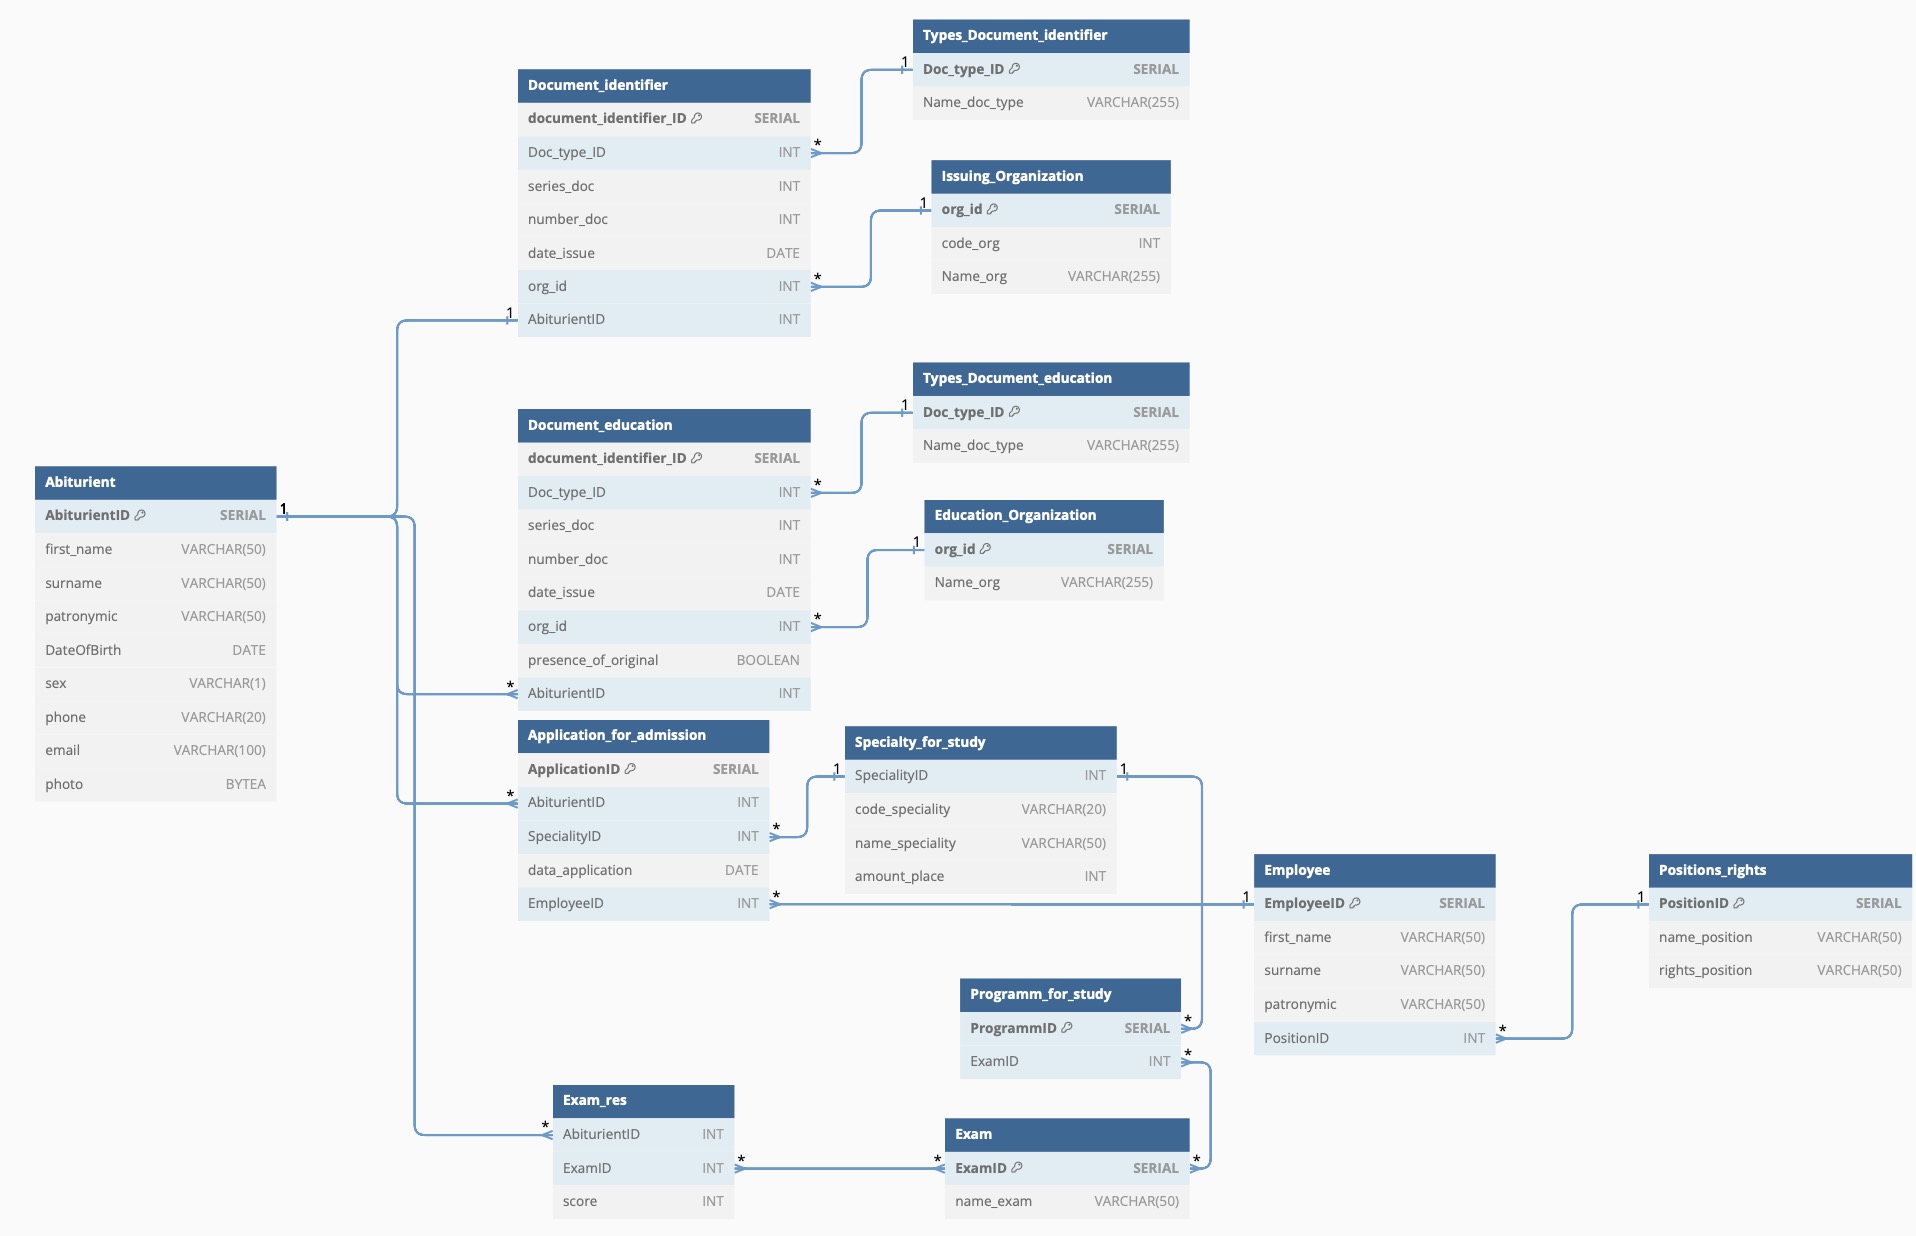 Types_Document_identifier
Doc_type_ID SERIAL
Name_doc_type VARCHAR(255)
Document_identifier
document_identifier_ID SERIAL
Doc_type_ID INT
series_doc INT
number_doc INT
date_issue DATE
org_id INT
AbiturientID INT
1
*
Issuing_Organization
org_id SERIAL
code_org INT
Name_org VARCHAR(255)
1
*
1
Types_Document_education
Doc_type_ID SERIAL
Name_doc_type VARCHAR(255)
1
*
Document_education
document_identifier_ID SERIAL
Doc_type_ID INT
series_doc INT
number_doc INT
date_issue DATE
org_id INT
presence_of_original BOOLEAN
AbiturientID INT
Education_Organization
org_id SERIAL
Name_org VARCHAR(255)
1
*
*
Abiturient
AbiturientID SERIAL
first_name VARCHAR(50)
surname VARCHAR(50)
patronymic VARCHAR(50)
DateOfBirth DATE
sex VARCHAR(1)
phone VARCHAR(20)
email VARCHAR(100)
photo BYTEA
1
Application_for_admission
ApplicationID SERIAL
AbiturientID INT
SpecialityID INT
data_application DATE
EmployeeID INT
*
*
*
Specialty_for_study
SpecialityID INT
code_speciality VARCHAR(20)
name_speciality VARCHAR(50)
amount_place INT
1
1
Employee
EmployeeID SERIAL
first_name VARCHAR(50)
surname VARCHAR(50)
patronymic VARCHAR(50)
PositionID INT
1
*
Positions_rights
PositionID SERIAL
name_position VARCHAR(50)
rights_position VARCHAR(50)
1
Programm_for_study
ProgrammID SERIAL
ExamID INT
*
*
Exam_res
AbiturientID INT
ExamID INT
score INT
*
*
Exam
ExamID SERIAL
name_exam VARCHAR(50)
*
*